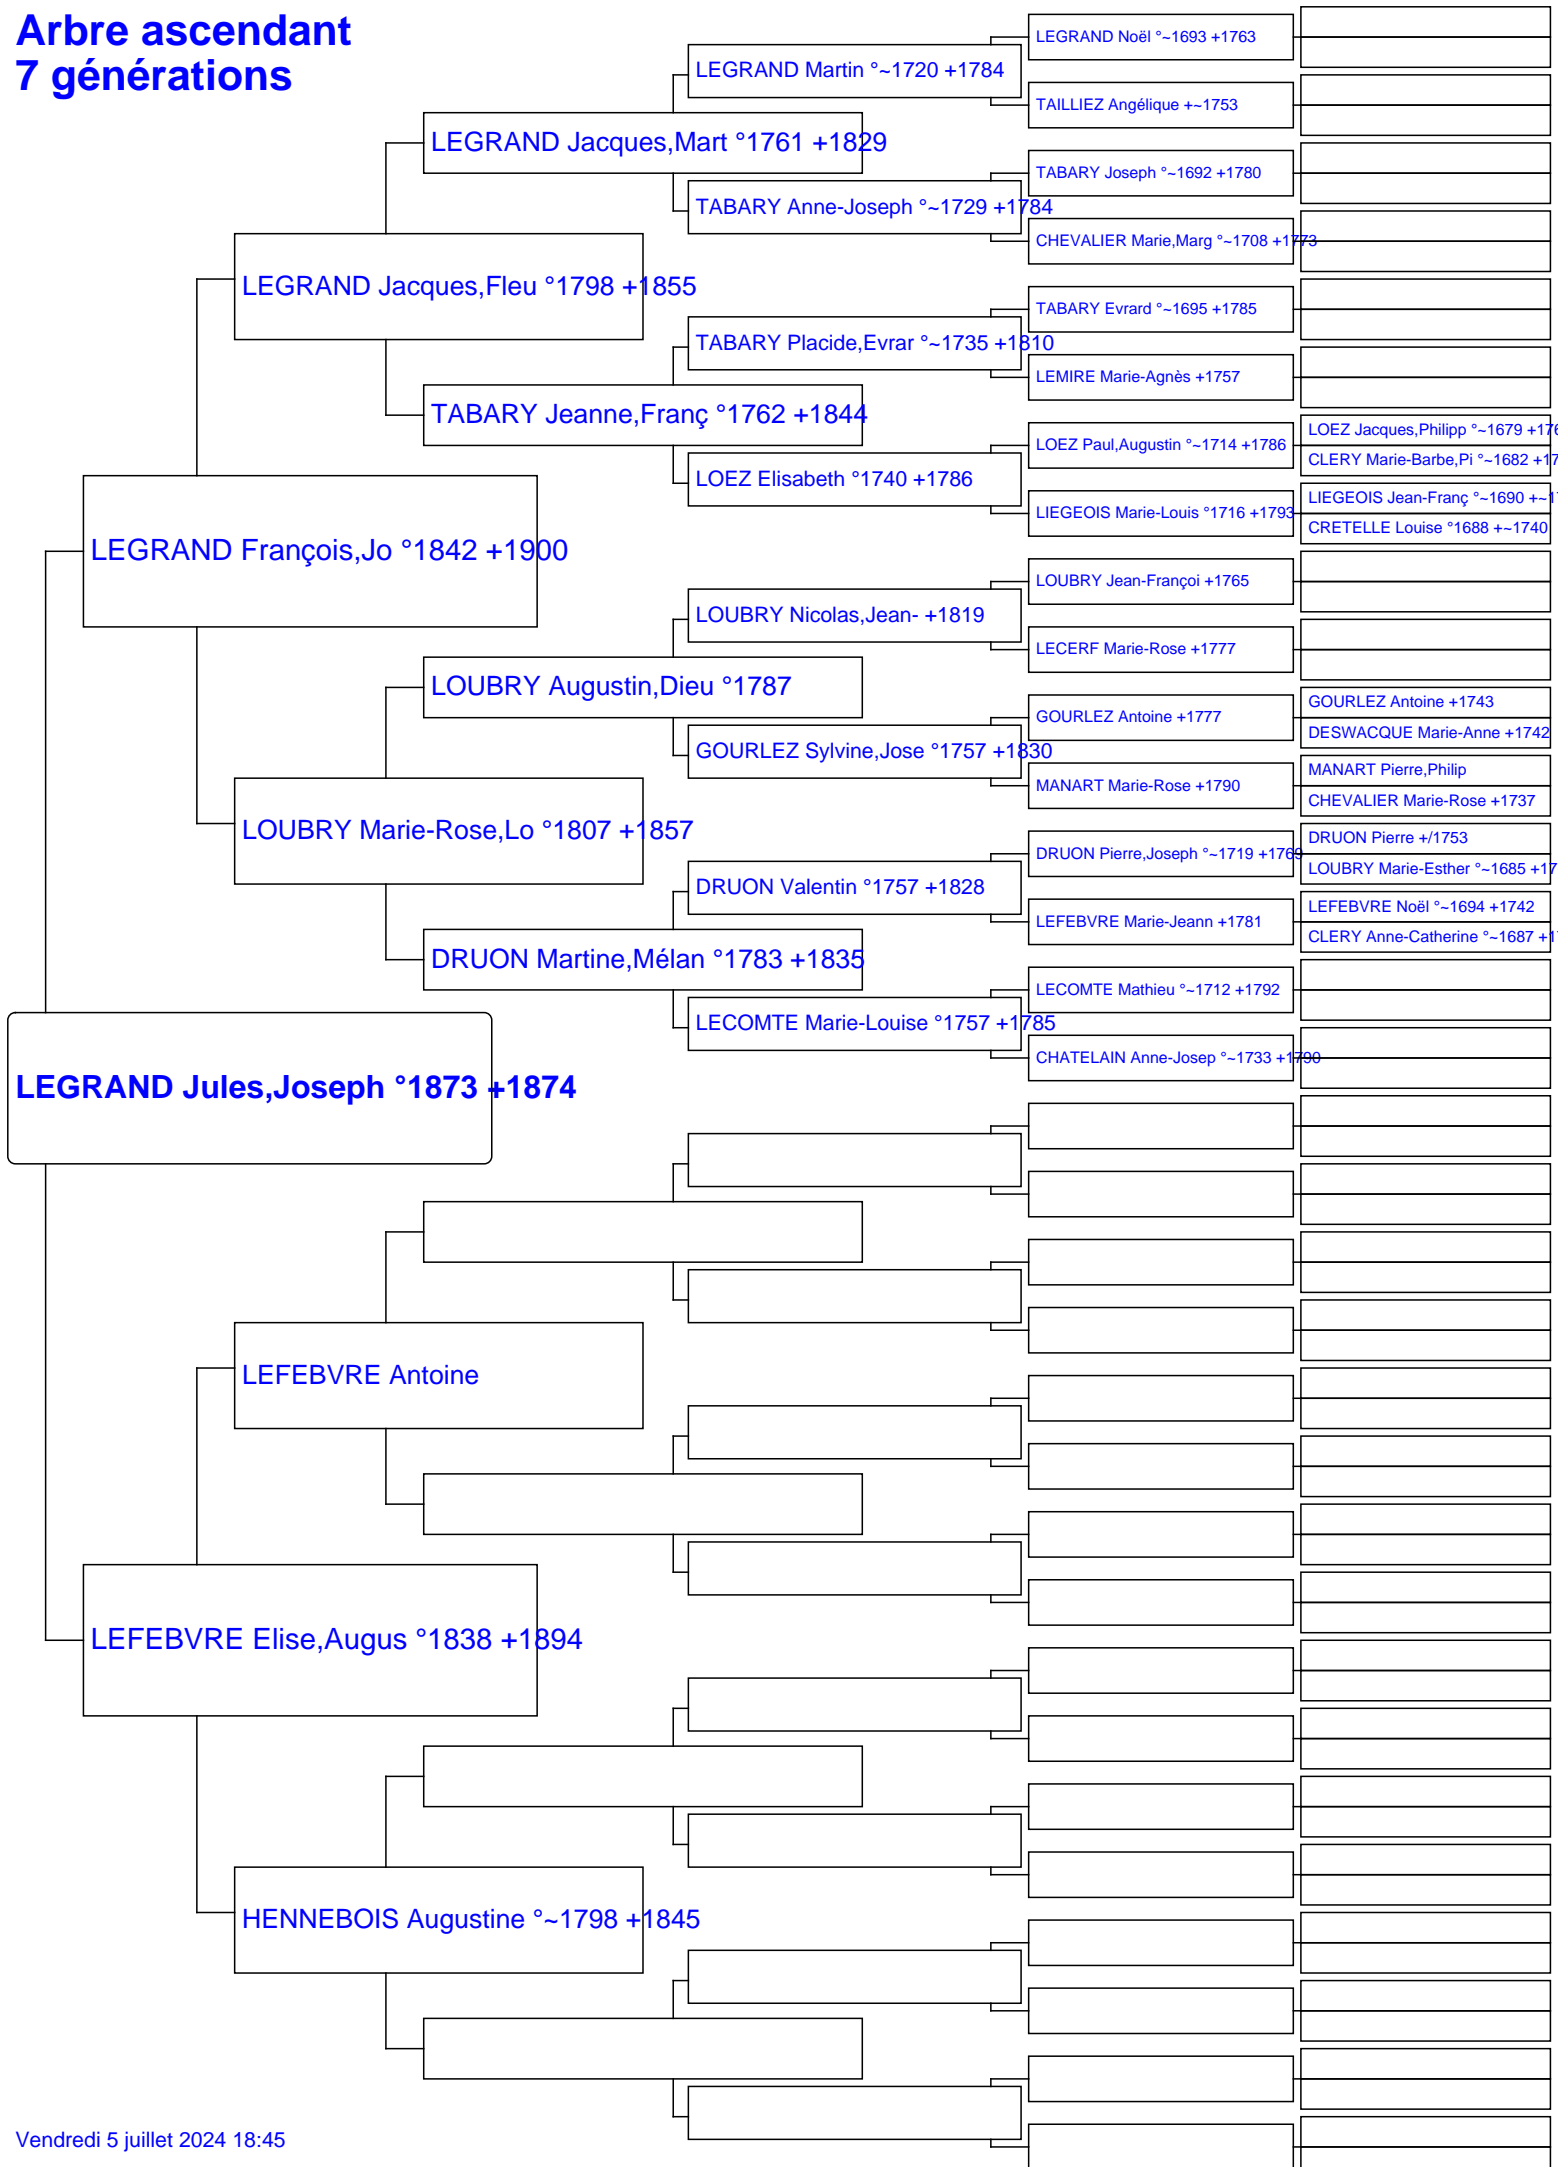 Arbre ascendant
7 générations
LEGRAND Noël °~1693 +1763
LEGRAND Martin °~1720 +1784
TAILLIEZ Angélique +~1753
LEGRAND Jacques,Mart °1761 +1829
TABARY Joseph °~1692 +1780
TABARY Anne-Joseph °~1729 +1784
CHEVALIER Marie,Marg °~1708 +1773
LEGRAND Jacques,Fleu °1798 +1855
TABARY Evrard °~1695 +1785
TABARY Placide,Evrar °~1735 +1810
LEMIRE Marie-Agnès +1757
TABARY Jeanne,Franç °1762 +1844
LOEZ Jacques,Philipp °~1679 +176
LOEZ Paul,Augustin °~1714 +1786
CLERY Marie-Barbe,Pi °~1682 +17
LOEZ Elisabeth °1740 +1786
LIEGEOIS Jean-Franç °~1690 +~17
LIEGEOIS Marie-Louis °1716 +1793
CRETELLE Louise °1688 +~1740
LEGRAND François,Jo °1842 +1900
LOUBRY Jean-Françoi +1765
LOUBRY Nicolas,Jean- +1819
LECERF Marie-Rose +1777
LOUBRY Augustin,Dieu °1787
GOURLEZ Antoine +1743
GOURLEZ Antoine +1777
DESWACQUE Marie-Anne +1742
GOURLEZ Sylvine,Jose °1757 +1830
MANART Pierre,Philip
MANART Marie-Rose +1790
CHEVALIER Marie-Rose +1737
LOUBRY Marie-Rose,Lo °1807 +1857
DRUON Pierre +/1753
DRUON Pierre,Joseph °~1719 +1769
LOUBRY Marie-Esther °~1685 +17
DRUON Valentin °1757 +1828
LEFEBVRE Noël °~1694 +1742
LEFEBVRE Marie-Jeann +1781
CLERY Anne-Catherine °~1687 +1
DRUON Martine,Mélan °1783 +1835
LECOMTE Mathieu °~1712 +1792
LECOMTE Marie-Louise °1757 +1785
CHATELAIN Anne-Josep °~1733 +1790
LEGRAND Jules,Joseph °1873 +1874
LEFEBVRE Antoine
LEFEBVRE Elise,Augus °1838 +1894
HENNEBOIS Augustine °~1798 +1845
Vendredi 5 juillet 2024 18:45